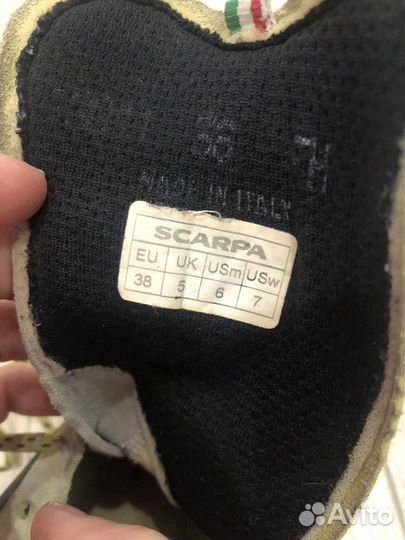 MADE IN ITALY
SCARPA
EU UK USm USw
38 5 6 7
Avito